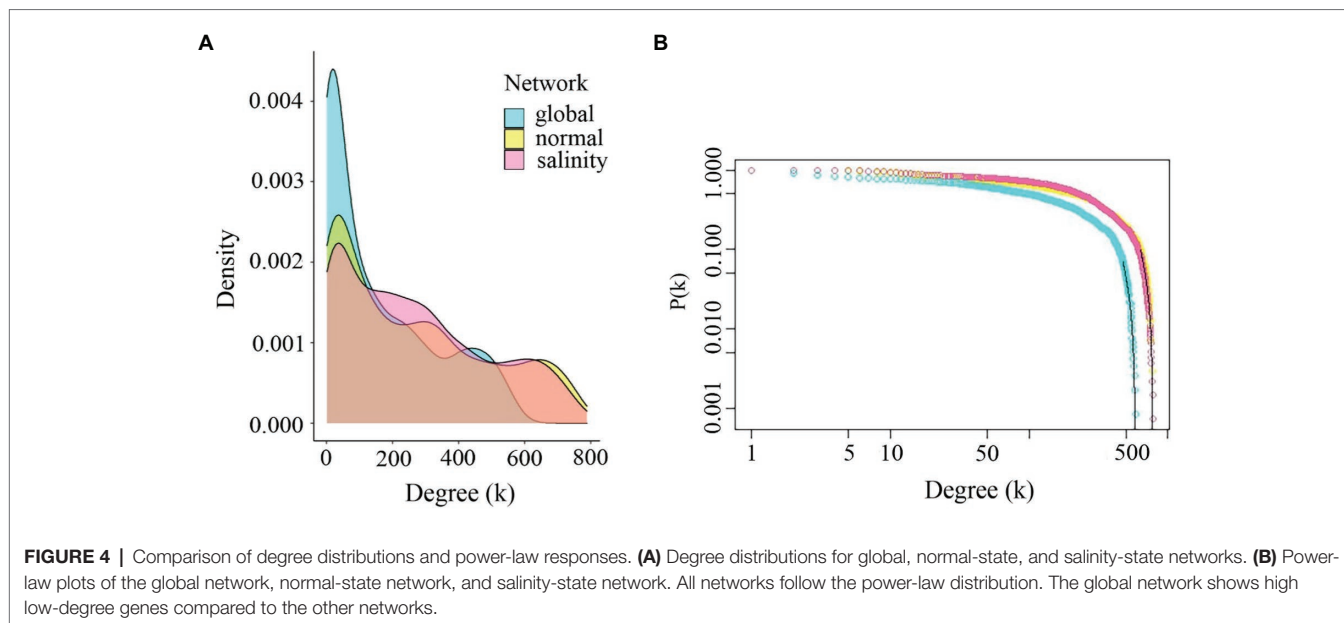 A
Network
global
normal
salinity
0.004
0.003
0.002
0.001
0.000
Density
0
200
400
600
800
Degree (k)
B
1.000
0.100
0.010
0.001
P(k)
1
5
10
50
500
Degree (k)
FIGURE 4 | Comparison of degree distributions and power-law responses. (A) Degree distributions for global, normal-state, and salinity-state networks. (B) Power-
law plots of the global network, normal-state network, and salinity-state network. All networks follow the power-law distribution. The global network shows high
low-degree genes compared to the other networks.